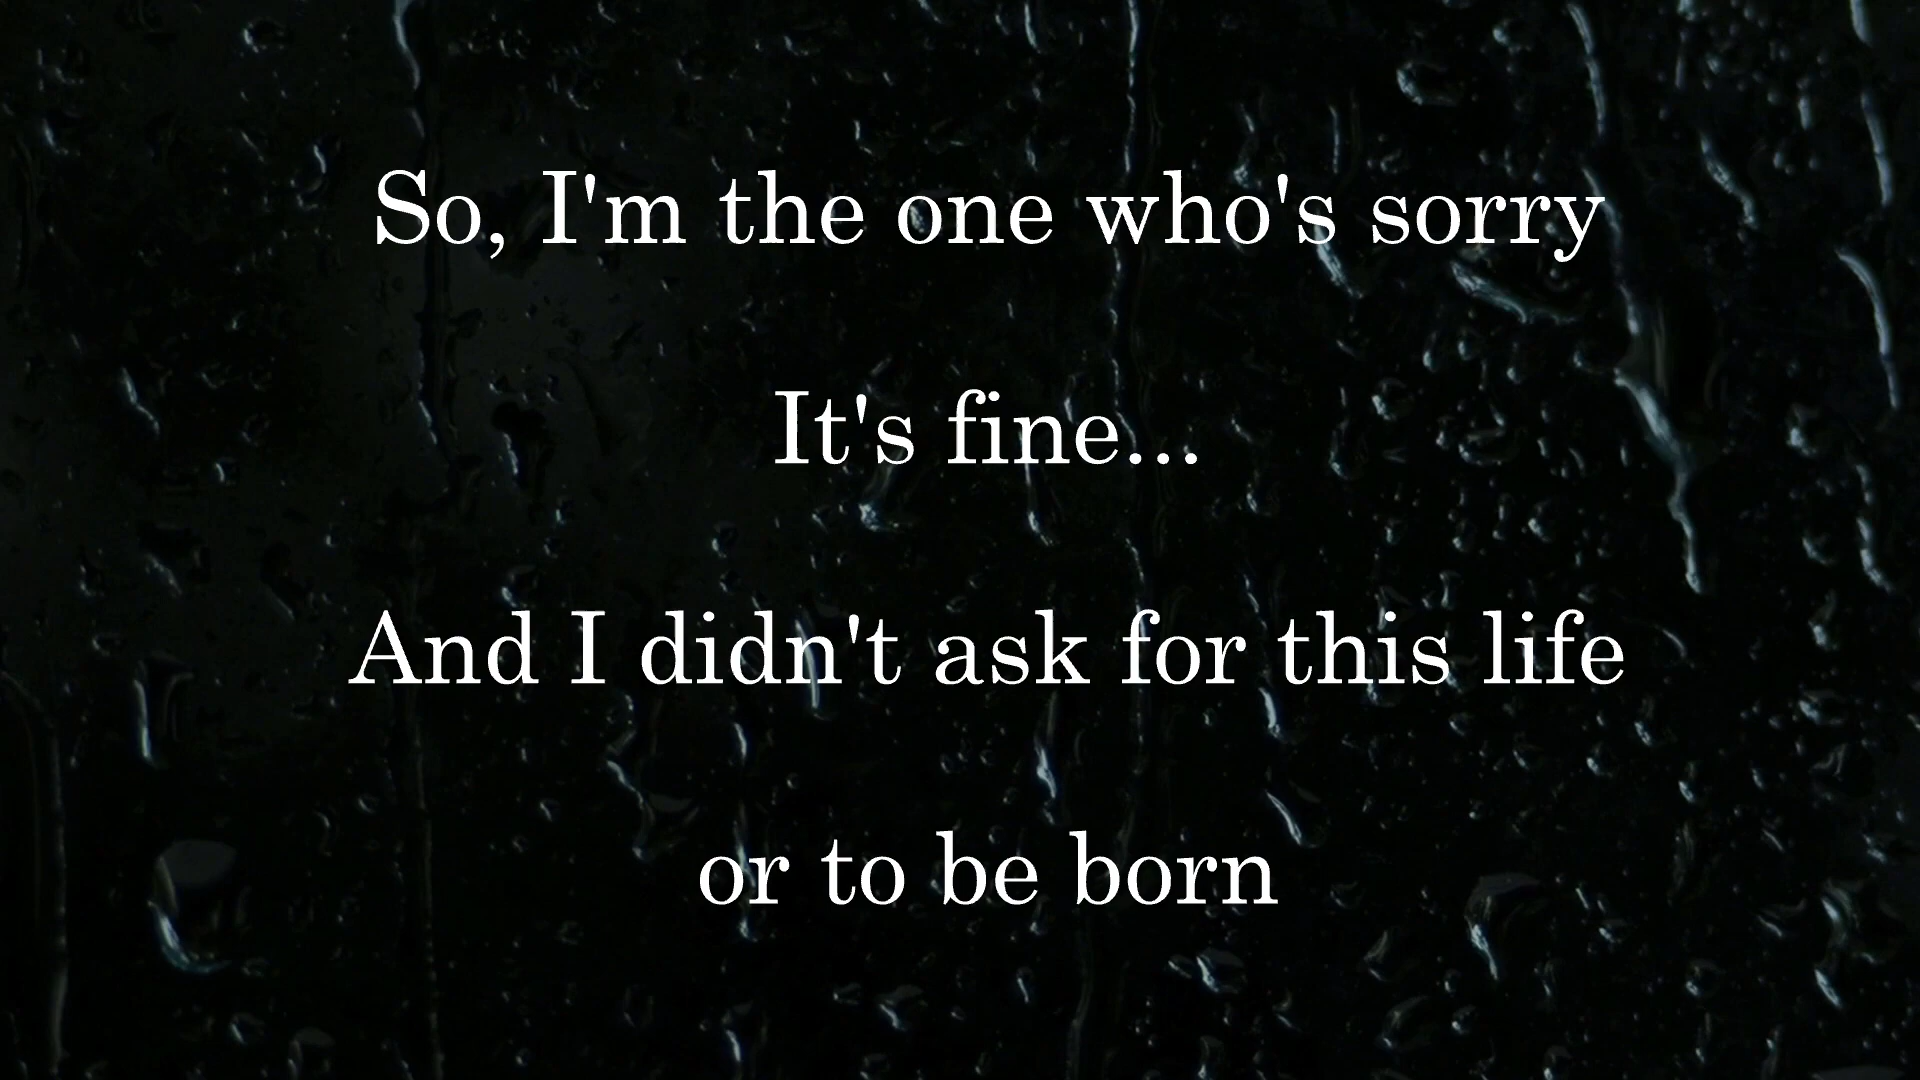 So, I'm the one who's sorry
It's fine...
And I didn't ask for this life
or to be born